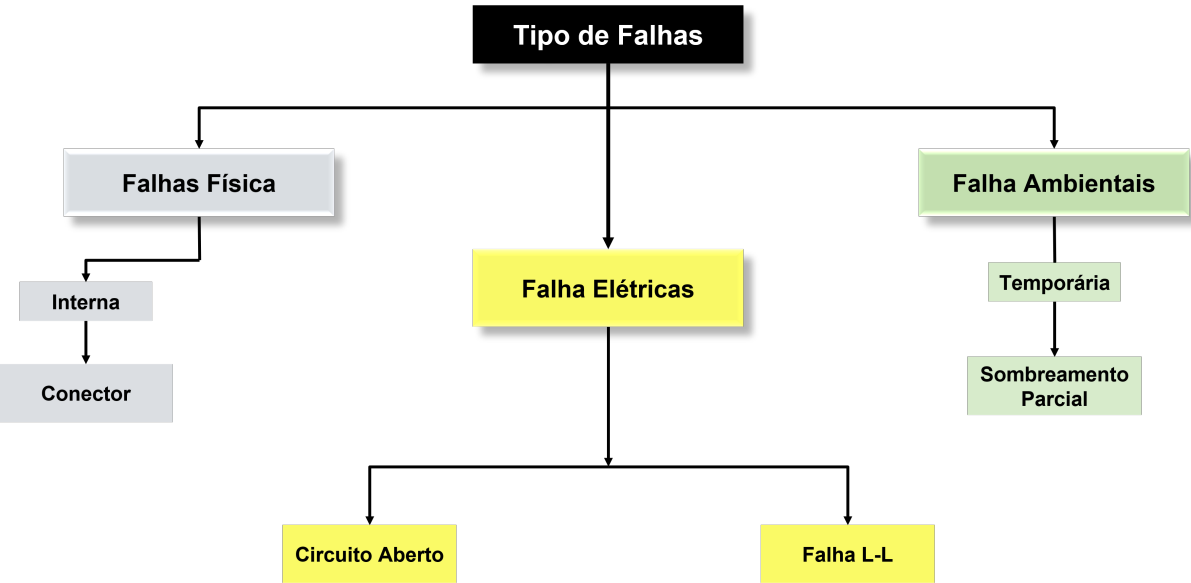 Tipo de Falhas
Falhas Física
Falha Ambientais
Falha Elétricas
Interna
Temporária
Conector
Sombreamento
Parcial
Circuito Aberto
Falha L-L